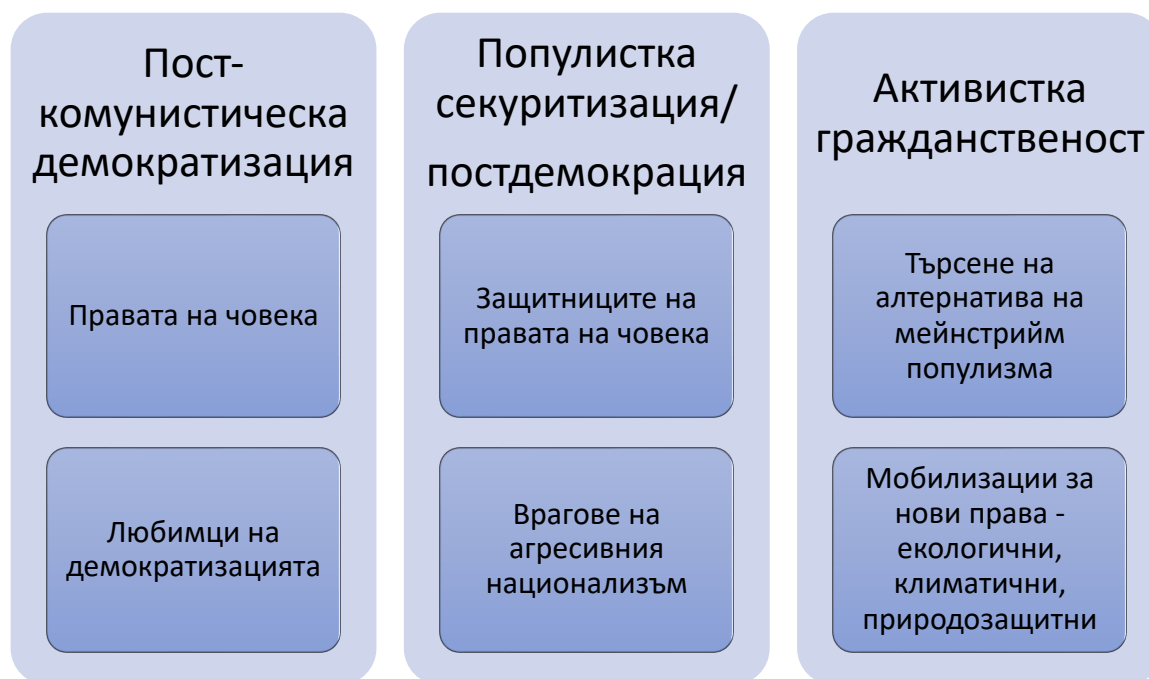 Пост-
комунистическа
демократизация
Правата на човека
Любимци на
демократизацията
Популистка
секуритизация/
постдемокрация
Защитниците на
правата на човека
Врагове на
агресивния
национализъм
Активистка
гражданственост
Търсене на
алтернатива на
мейнстрийм
популизма
Мобилизации за
нови права -
екологични,
климатични,
природозащитни